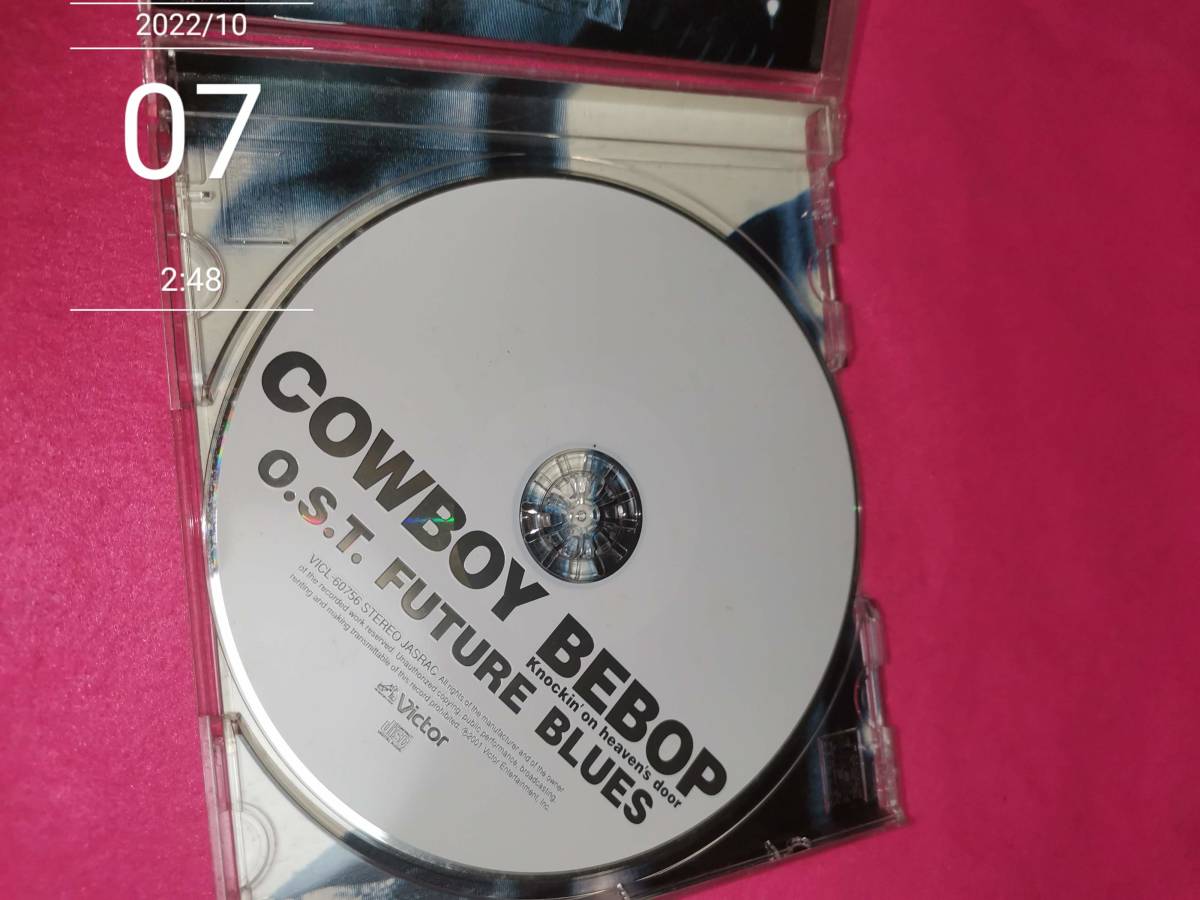 2022/10
07
2:48
COWBOY BEBOP
Knockin' on heaven's door
O.S.T. FUTURE BLUES
VICL-60756 STEREO JASRAC All rights of the manufacturer and of the owner
of the recorded work reserved. Unauthorized copying, public performance, broadcasting,
renting and making transmittable of this record prohibited. ℗2001 Victor Entertainment, Inc.
Victor